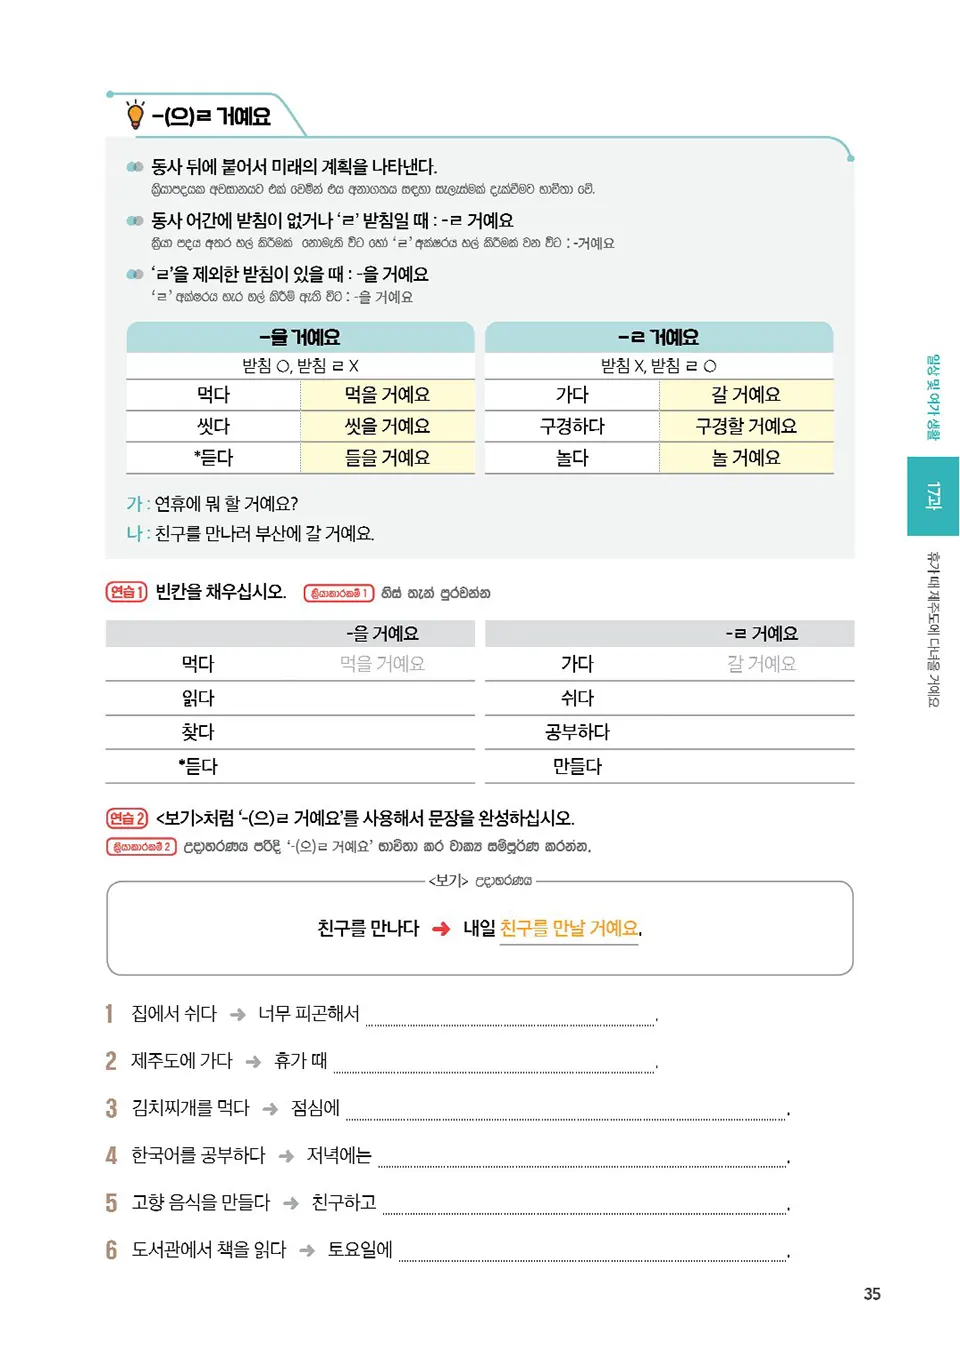 -(으)ㄹ 거예요
동사 뒤에 붙어서 미래의 계획을 나타낸다.
ක්‍රියාපදයක අවසානයට එක් වෙමින් එය අනාගතය සඳහා සැලැස්මක් දැක්වීමට භාවිතා වේ.
동사 어간에 받침이 없거나 ‘ㄹ’ 받침일 때 : -ㄹ 거예요
ක්‍රියා පදය අතර හල් කිරීමක් නොමැති විට හෝ ‘ㄹ’ අක්ෂරය හල් කිරීමක් වන විට : -거예요
‘ㄹ’을 제외한 받침이 있을 때 : -을 거예요
‘ㄹ’ අක්ෂරය හැර හල් කිරීම් ඇති විට : -을 거예요
-을 거예요 -ㄹ 거예요
받침 ○, 받침 ㄹ X 받침 X, 받침 ㄹ ○
먹다 먹을 거예요 가다 갈 거예요
씻다 씻을 거예요 구경하다 구경할 거예요
*듣다 들을 거예요 놀다 놀 거예요
가 : 연휴에 뭐 할 거예요?
나 : 친구를 만나러 부산에 갈 거예요.
연습 1 빈칸을 채우십시오. ක්‍රියාකාරකම් 1 හිස් තැන් පුරවන්න
-을 거예요 -ㄹ 거예요
먹다 먹을 거예요 가다 갈 거예요
읽다 쉬다
찾다 공부하다
*듣다 만들다
연습 2 <보기>처럼 ‘-(으)ㄹ 거예요’를 사용해서 문장을 완성하십시오.
ක්‍රියාකාරකම් 2 උදාහරණය පරිදි ‘-(으)ㄹ 거예요’ භාවිතා කර වාක්‍ය සම්පූර්ණ කරන්න.
<보기> උදාහරණය
친구를 만나다 ➜ 내일 친구를 만날 거예요.
1 집에서 쉬다 ➜ 너무 피곤해서 .
2 제주도에 가다 ➜ 휴가 때 .
3 김치찌개를 먹다 ➜ 점심에 .
4 한국어를 공부하다 ➜ 저녁에는 .
5 고향 음식을 만들다 ➜ 친구하고 .
6 도서관에서 책을 읽다 ➜ 토요일에 .
일상 및 여가 생활
17과
휴가 때 제주도에 다녀올 거예요
35